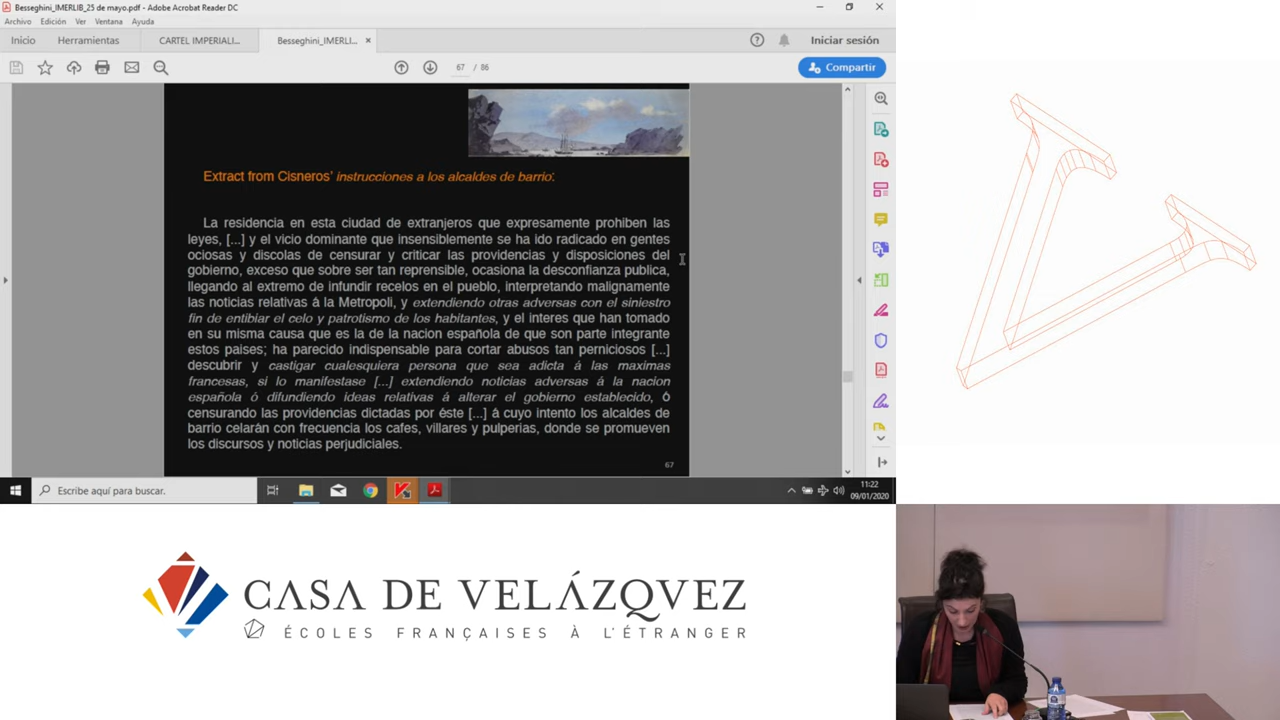 Besseghini_IMERLIB_25 de mayo.pdf - Adobe Acrobat Reader DC
Archivo Edición Ver Ventana Ayuda
Inicio Herramientas CARTEL IMPERIALI... Besseghini_IMERLI... × Iniciar sesión
67 / 86 Compartir
Extract from Cisneros' instrucciones a los alcaldes de barrio:
La residencia en esta ciudad de extranjeros que expresamente prohiben las
leyes, [...] y el vicio dominante que insensiblemente se ha ido radicado en gentes
ociosas y discolas de censurar y criticar las providencias y disposiciones del
gobierno, exceso que sobre ser tan reprensible, ocasiona la desconfianza publica,
llegando al extremo de infundir recelos en el pueblo, interpretando malignamente
las noticias relativas á la Metropoli, y extendiendo otras adversas con el siniestro
fin de entibiar el celo y patrotismo de los habitantes, y el interes que han tomado
en su misma causa que es la de la nacion española de que son parte integrante
estos paises; ha parecido indispensable para cortar abusos tan perniciosos [...]
descubrir y castigar cualesquiera persona que sea adicta á las maximas
francesas, si lo manifestase [...] extendiendo noticias adversas á la nacion
española ó difundiendo ideas relativas á alterar el gobierno establecido, ó
censurando las providencias dictadas por éste [...] á cuyo intento los alcaldes de
barrio celarán con frecuencia los cafes, villares y pulperias, donde se promueven
los discursos y noticias perjudiciales.
67
Escribe aquí para buscar.
11:22
09/01/2020
CASA DE VELÁZQVEZ
ÉCOLES FRANÇAISES À L'ÉTRANGER